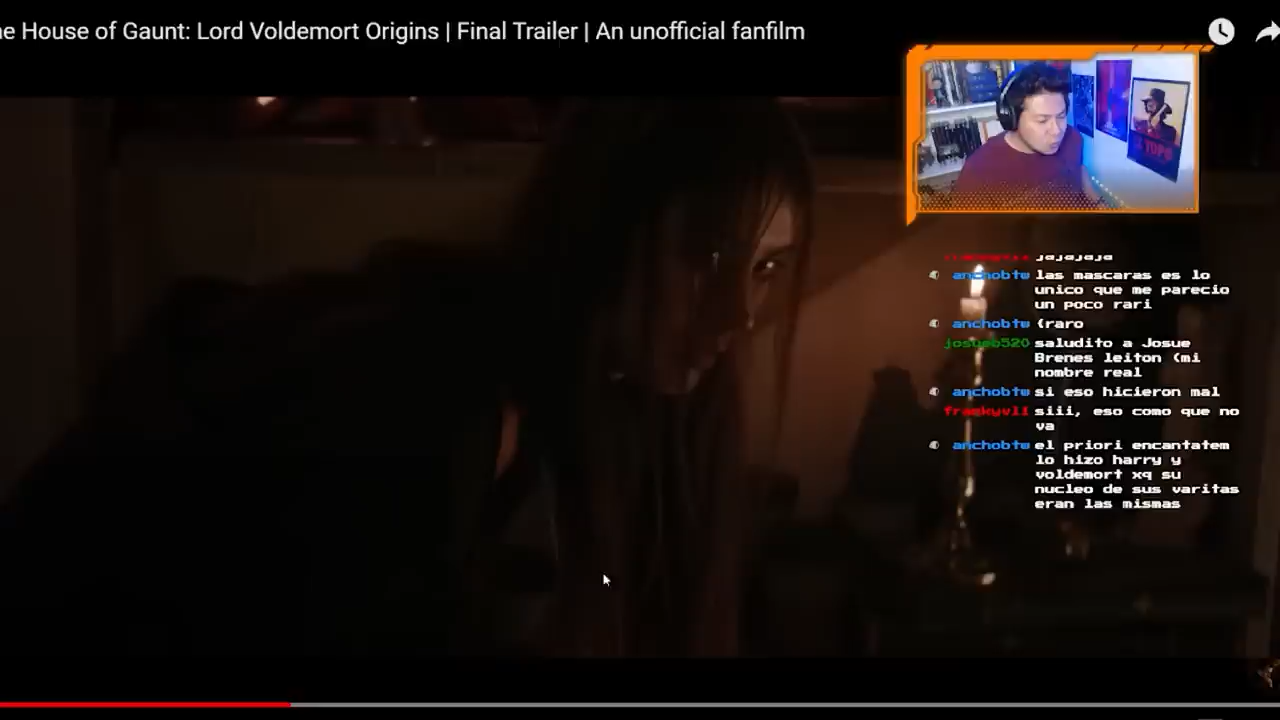 e House of Gaunt: Lord Voldemort Origins | Final Trailer | An unofficial fanfilm
jajajaja
anchobtw las mascaras es lo
unico que me parecio
un poco rari
anchobtw (raro
josueb520 saludito a Josue
Brenes leiton (mi
nombre real
anchobtw si eso hicieron mal
frankyvll siii, eso como que no
va
anchobtw el priori encantatem
lo hizo harry y
voldemort xq su
nucleo de sus varitas
eran las mismas